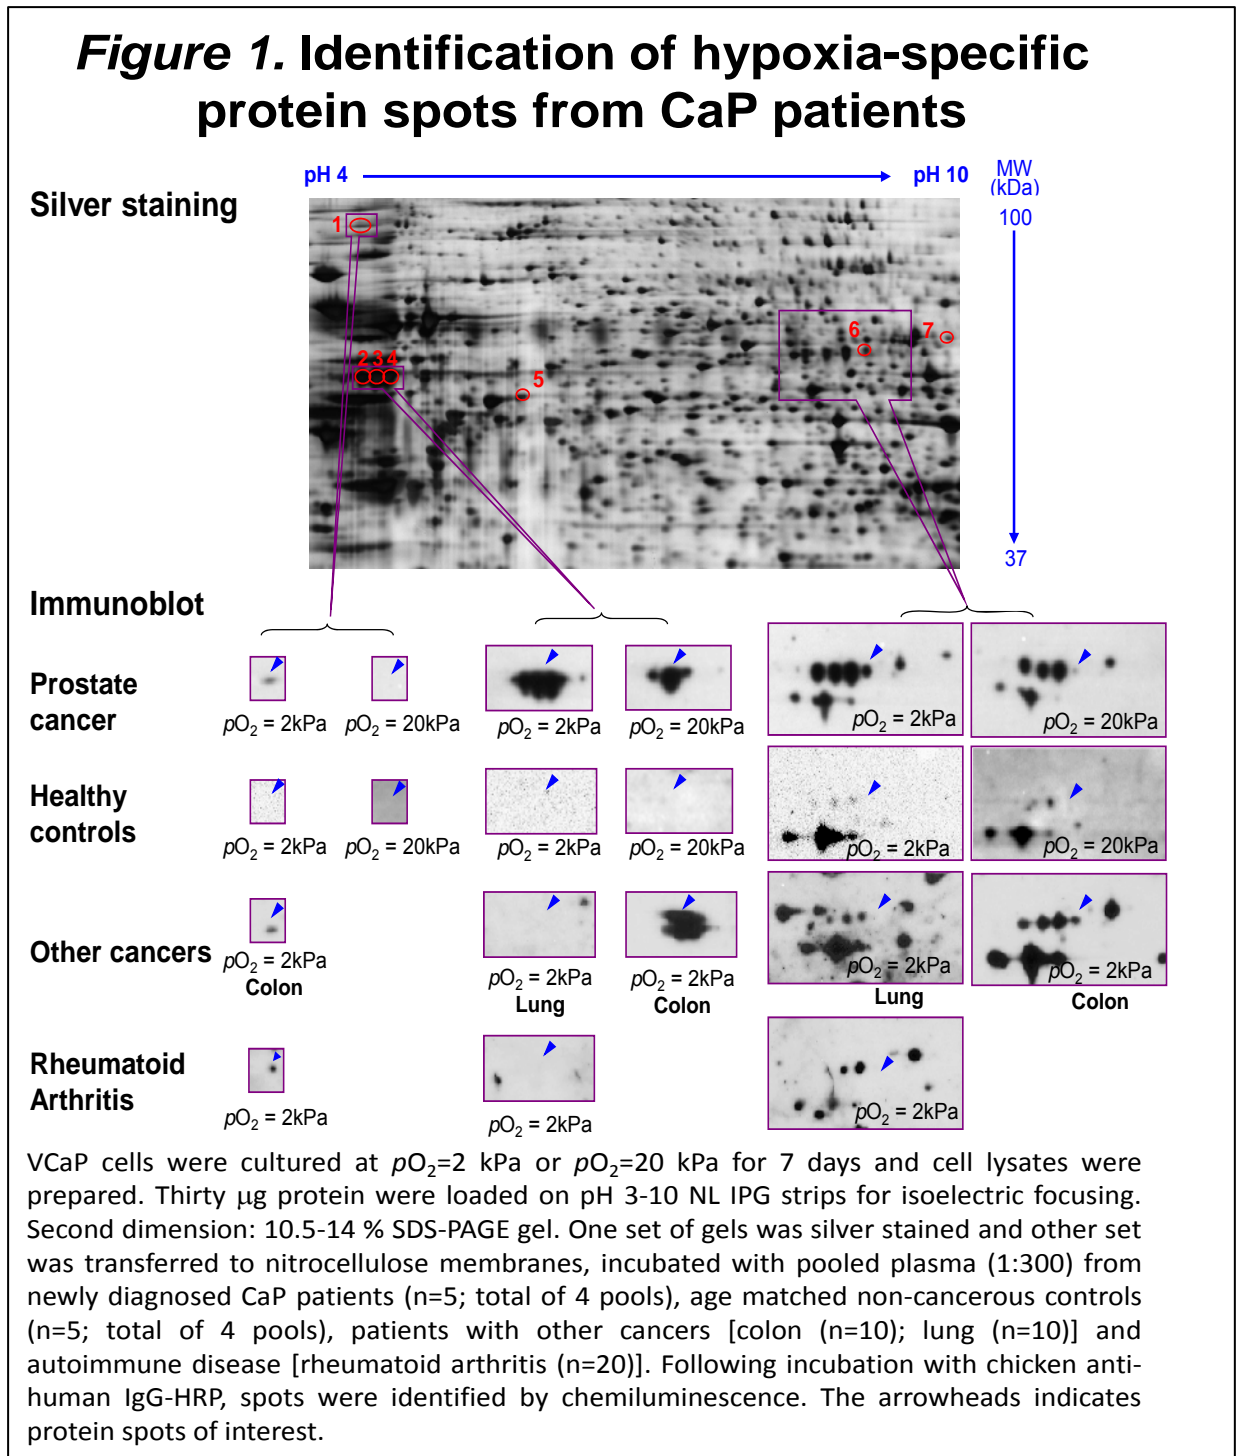 Figure 1. Identification of hypoxia-specific
protein spots from CaP patients
pH 4
pH 10
MW
(kDa)
Silver staining
100
1
6
7
2 3 4
5
37
Immunoblot
Prostate
cancer
pO2 = 2kPa
pO2 = 20kPa
pO2 = 2kPa
pO2 = 20kPa
pO2 = 2kPa
pO2 = 20kPa
Healthy
controls
pO2 = 2kPa
pO2 = 20kPa
pO2 = 2kPa
pO2 = 20kPa
pO2 = 2kPa
pO2 = 20kPa
Other cancers
pO2 = 2kPa
Colon
pO2 = 2kPa
Lung
pO2 = 2kPa
Colon
pO2 = 2kPa
Lung
pO2 = 2kPa
Colon
Rheumatoid
Arthritis
pO2 = 2kPa
pO2 = 2kPa
pO2 = 2kPa
VCaP cells were cultured at pO2=2 kPa or pO2=20 kPa for 7 days and cell lysates were
prepared. Thirty µg protein were loaded on pH 3-10 NL IPG strips for isoelectric focusing.
Second dimension: 10.5-14 % SDS-PAGE gel. One set of gels was silver stained and other set
was transferred to nitrocellulose membranes, incubated with pooled plasma (1:300) from
newly diagnosed CaP patients (n=5; total of 4 pools), age matched non-cancerous controls
(n=5; total of 4 pools), patients with other cancers [colon (n=10); lung (n=10)] and
autoimmune disease [rheumatoid arthritis (n=20)]. Following incubation with chicken anti-
human IgG-HRP, spots were identified by chemiluminescence. The arrowheads indicates
protein spots of interest.